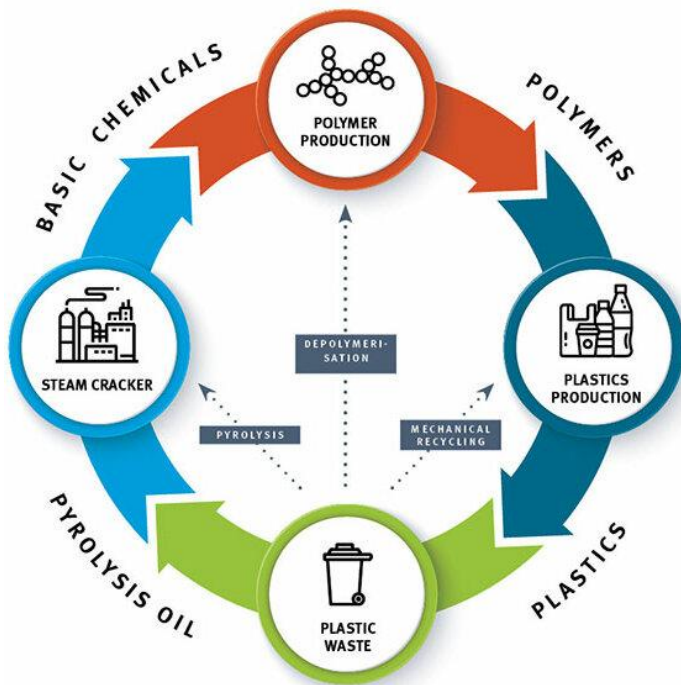 BASIC CHEMICALS
POLYMERS
POLYMER
PRODUCTION
STEAM CRACKER
DEPOLYMERI-
SATION
PLASTICS
PRODUCTION
PYROLYSIS
MECHANICAL
RECYCLING
PYROLYSIS OIL
PLASTICS
PLASTIC
WASTE